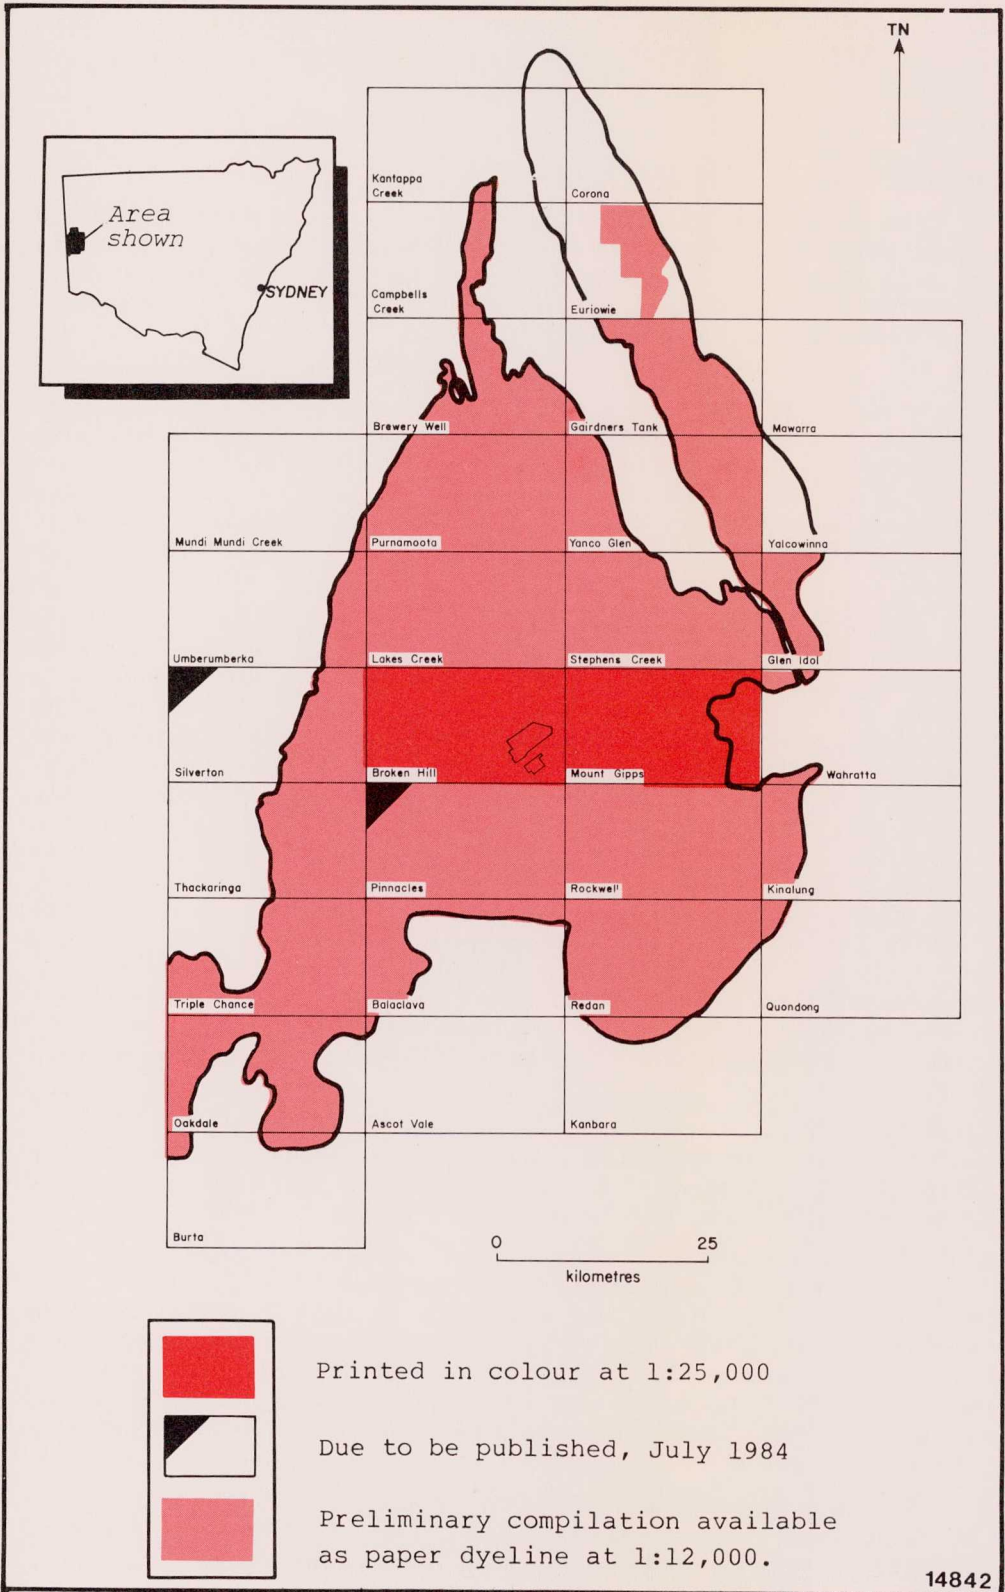 TN
Area
shown
SYDNEY
Kantappa
Creek
Corona
Campbells
Creek
Euriowie
Brewery Well
Gairdners Tank
Mawarra
Mundi Mundi Creek
Purnamoota
Yanco Glen
Yalcowinna
Umberumberka
Lakes Creek
Stephens Creek
Glen Idol
Silverton
Broken Hill
Mount Gipps
Wahratta
Thackaringa
Pinnacles
Rockwell
Kinalung
Triple Chance
Balaclava
Redan
Quondong
Oakdale
Ascot Vale
Kanbara
Burta
0 25
kilometres
Printed in colour at 1:25,000
Due to be published, July 1984
Preliminary compilation available
as paper dyeline at 1:12,000.
14842